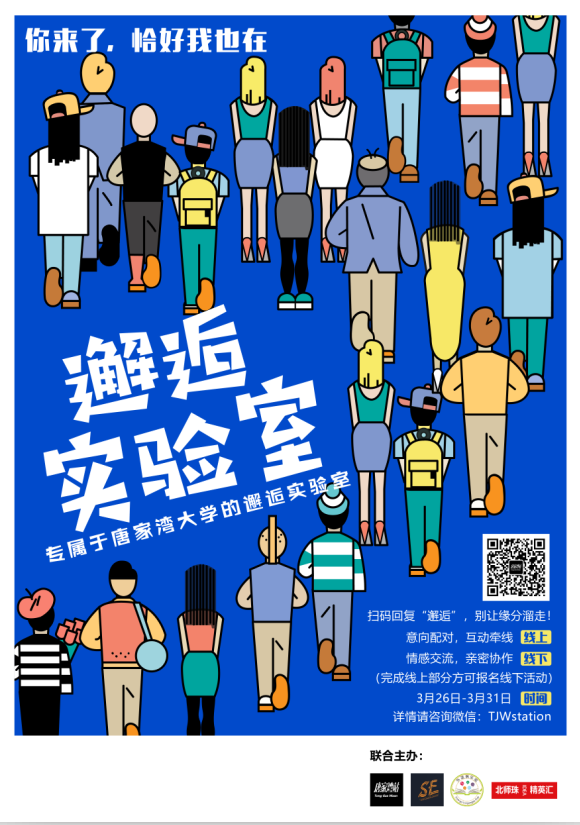 你来了，恰好我也在
邂逅
实验室
专属于唐家湾大学的邂逅实验室
扫码回复“邂逅”，别让缘分溜走！
意向配对，互动牵线 线上
情感交流，亲密协作 线下
(完成线上部分方可报名线下活动)
3月26日-3月31日 时间
详情请咨询微信：TJWstation
联合主办：
唐家湾站
SE
北师珠 精英汇